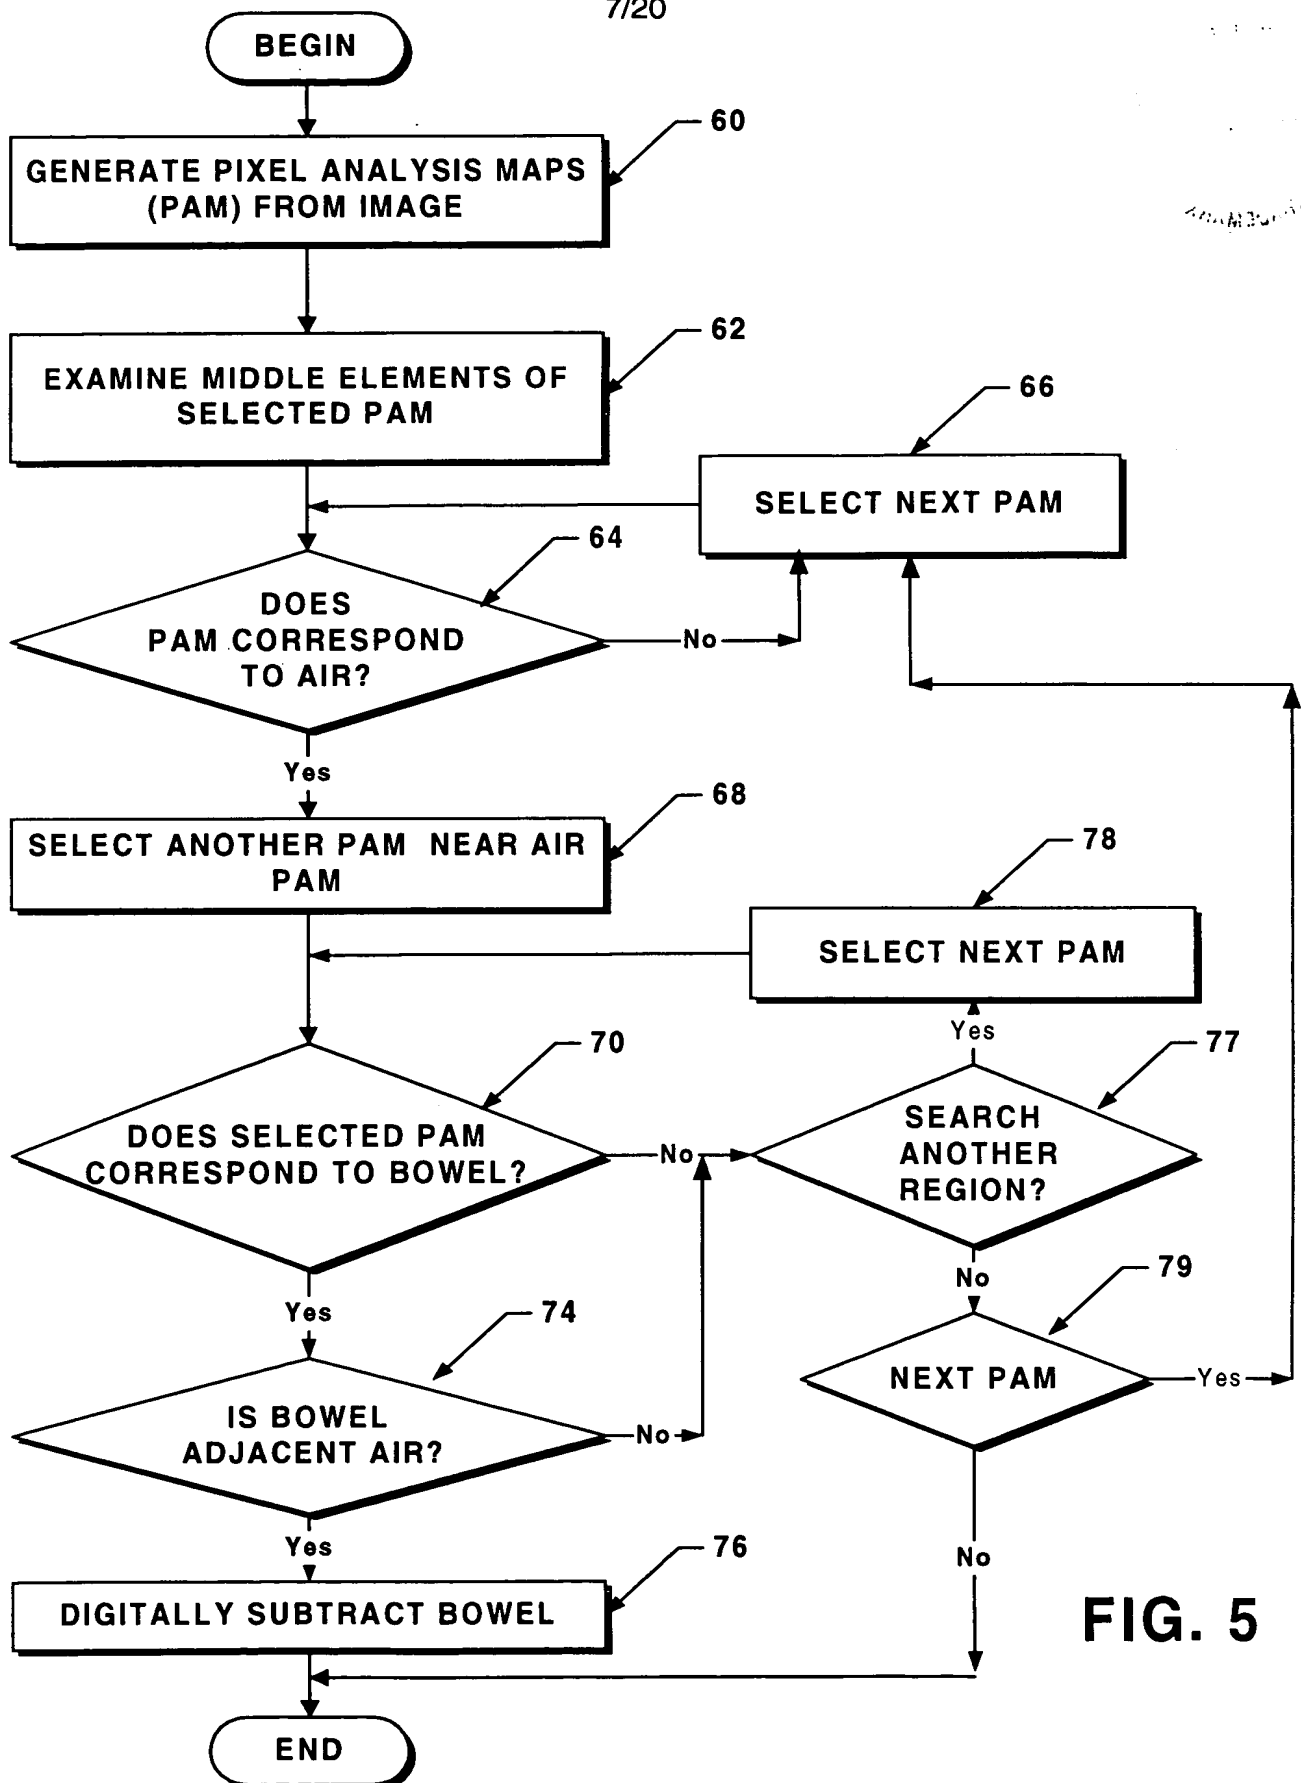 7/20
BEGIN
60
GENERATE PIXEL ANALYSIS MAPS
(PAM) FROM IMAGE
62
EXAMINE MIDDLE ELEMENTS OF
SELECTED PAM
66
SELECT NEXT PAM
64
DOES
PAM CORRESPOND
TO AIR?
No
Yes
68
SELECT ANOTHER PAM NEAR AIR
PAM
78
SELECT NEXT PAM
Yes
70
77
DOES SELECTED PAM
CORRESPOND TO BOWEL?
No
SEARCH
ANOTHER
REGION?
No
Yes
74
79
NEXT PAM
Yes
IS BOWEL
ADJACENT AIR?
No
Yes
76
No
DIGITALLY SUBTRACT BOWEL
FIG. 5
END